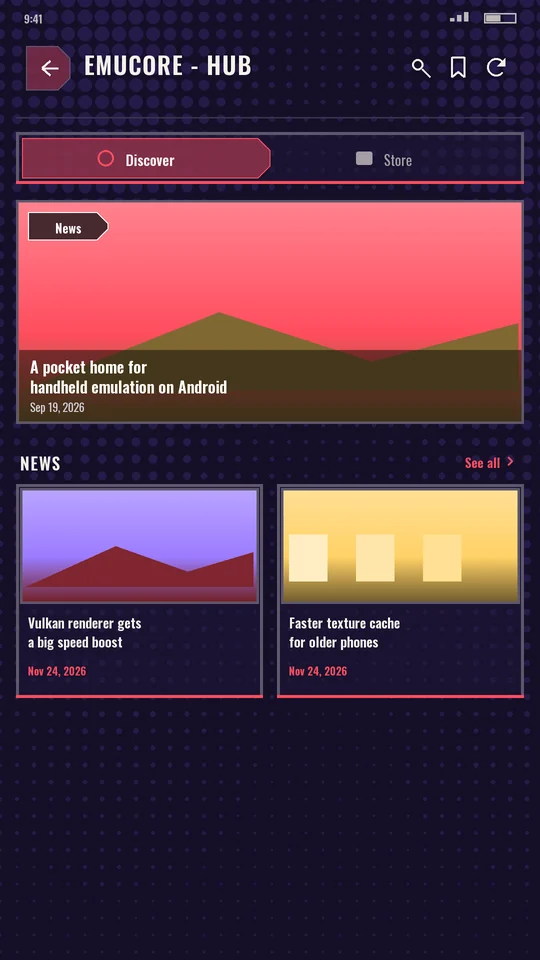 9:41
EMUCORE - HUB
Discover
Store
News
A pocket home for
handheld emulation on Android
Sep 19, 2026
NEWS
See all
Vulkan renderer gets
a big speed boost
Nov 24, 2026
Faster texture cache
for older phones
Nov 24, 2026